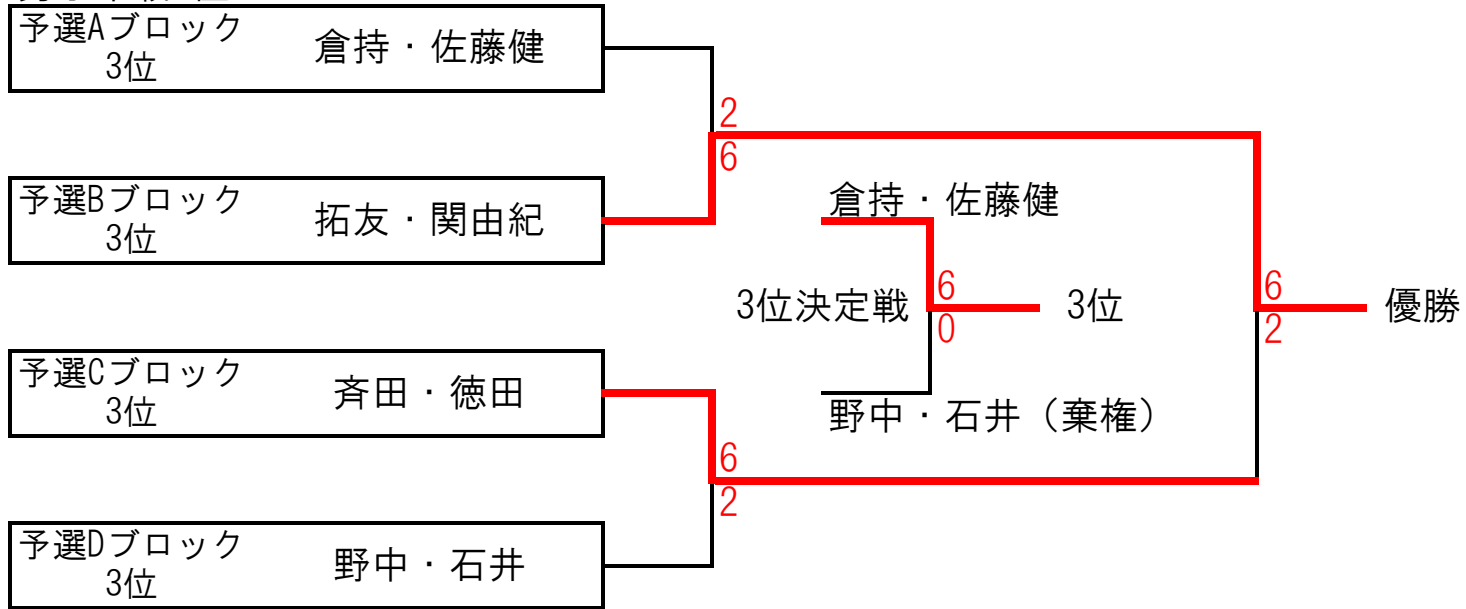 予選Aブロック
3位
倉持・佐藤健
2
6
予選Bブロック
3位
拓友・関由紀
倉持・佐藤健
3位決定戦
6
0
3位
6
2
優勝
予選Cブロック
3位
斉田・徳田
野中・石井（棄権）
6
2
予選Dブロック
3位
野中・石井